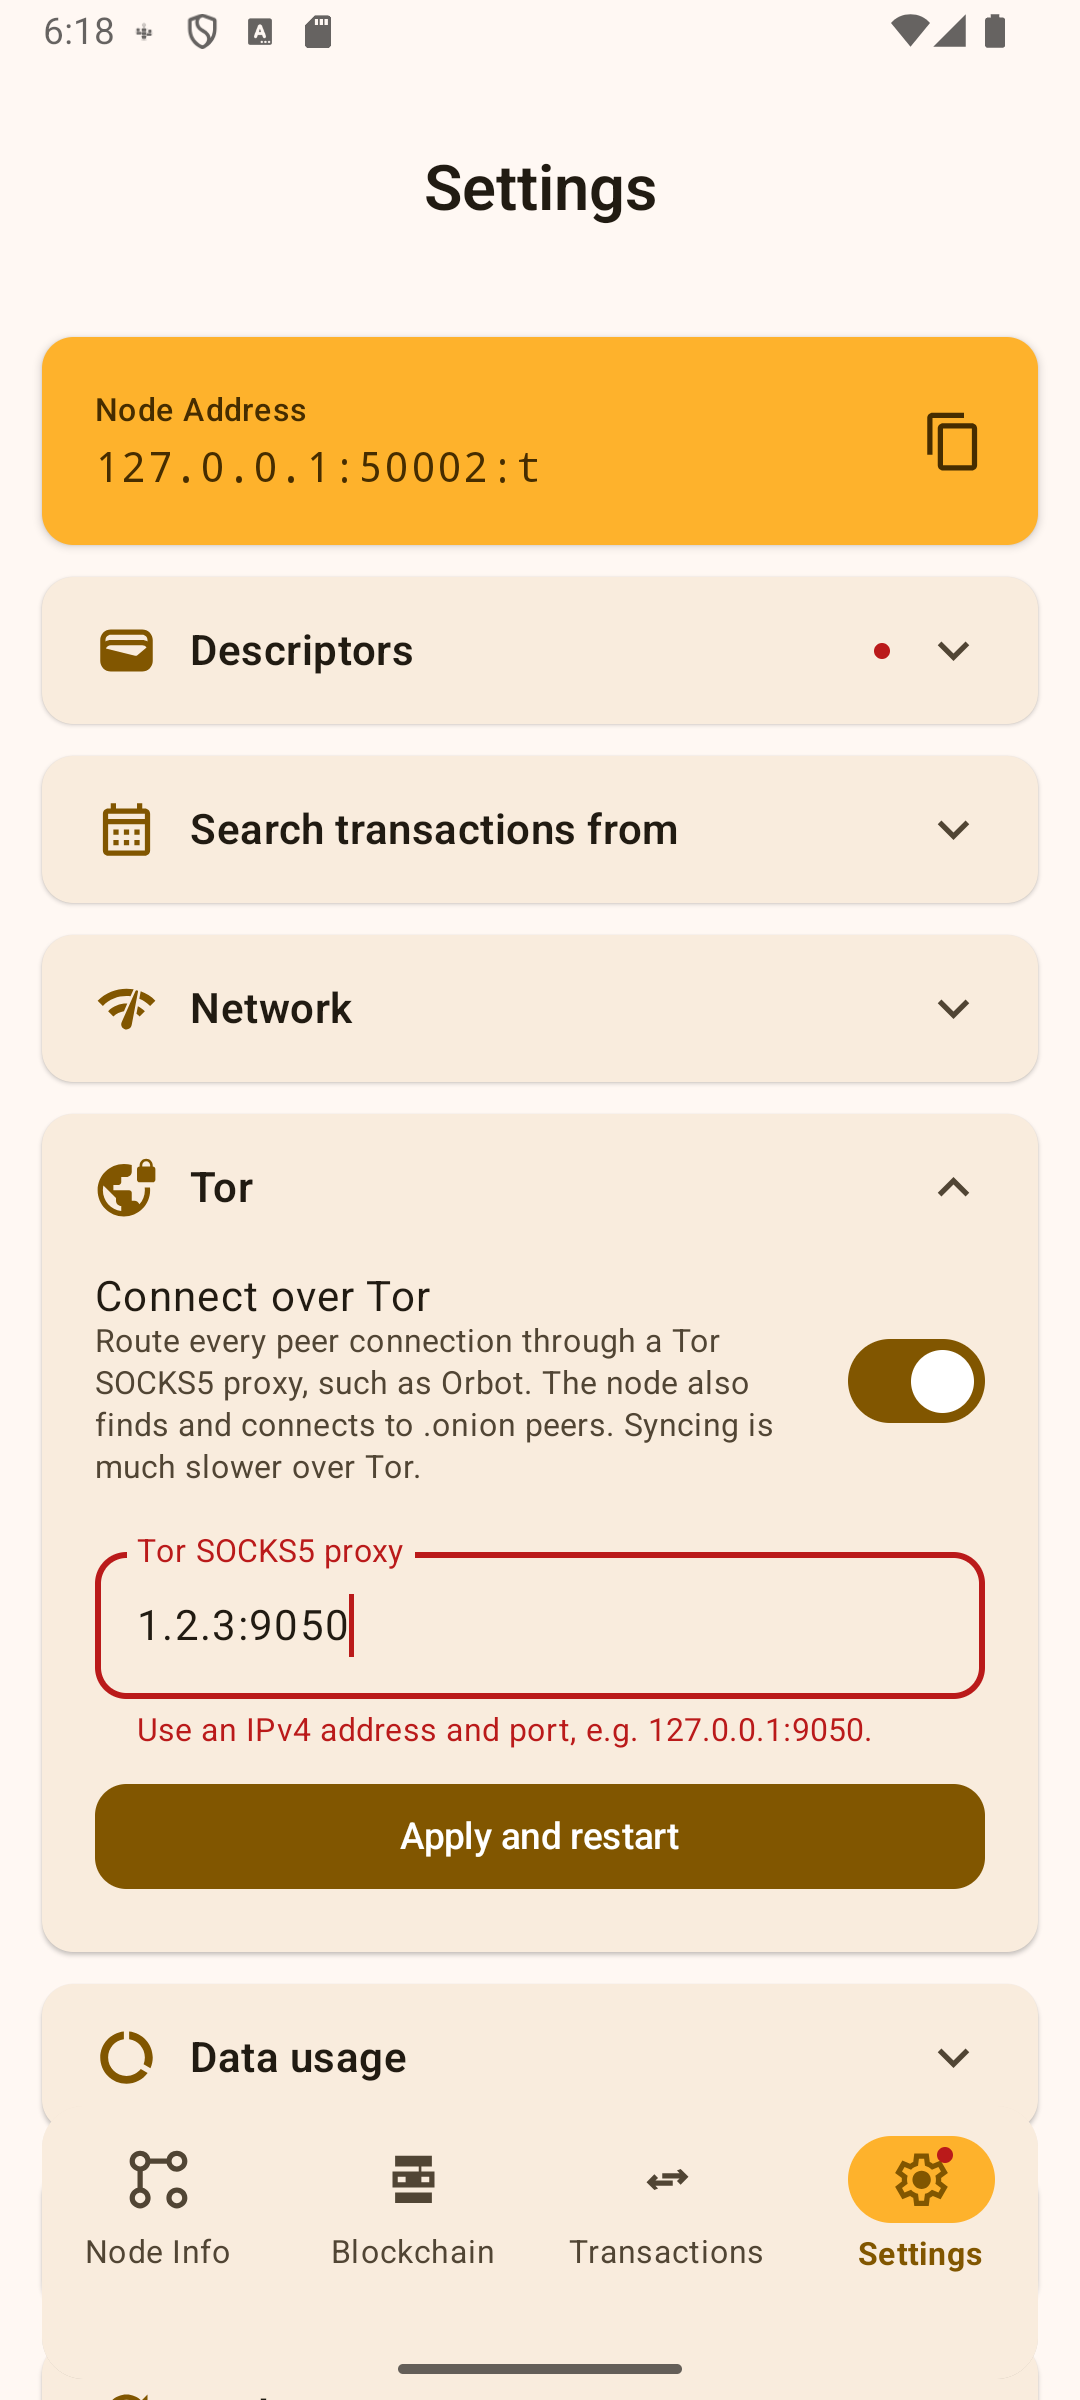 6:18
Settings
Node Address
127.0.0.1:50002:t
Descriptors
Search transactions from
Network
Tor
Connect over Tor
Route every peer connection through a Tor
SOCKS5 proxy, such as Orbot. The node also
finds and connects to .onion peers. Syncing is
much slower over Tor.
Tor SOCKS5 proxy
1.2.3:9050
Use an IPv4 address and port, e.g. 127.0.0.1:9050.
Apply and restart
Data usage
Node Info
Blockchain
Transactions
Settings